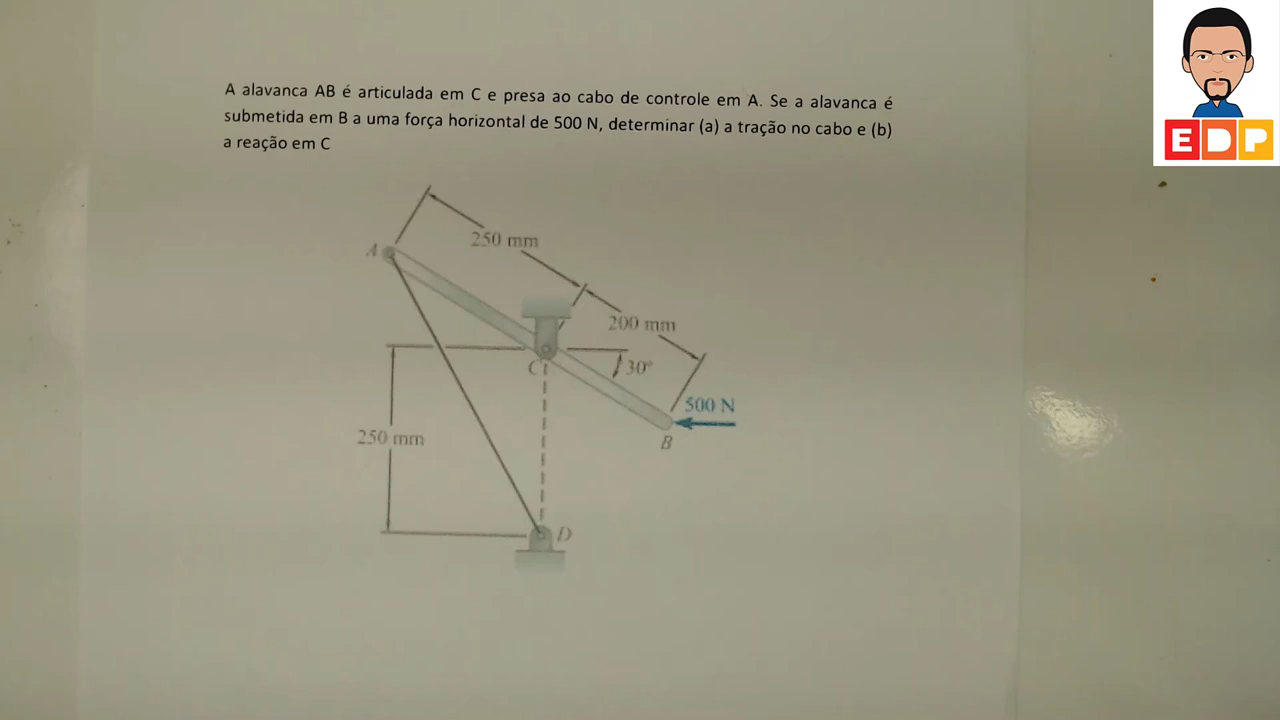 A alavanca AB é articulada em C e presa ao cabo de controle em A. Se a alavanca é
submetida em B a uma força horizontal de 500 N, determinar (a) a tração no cabo e (b)
a reação em C
EDP
A
250 mm
200 mm
C
30°
500 N
B
250 mm
D